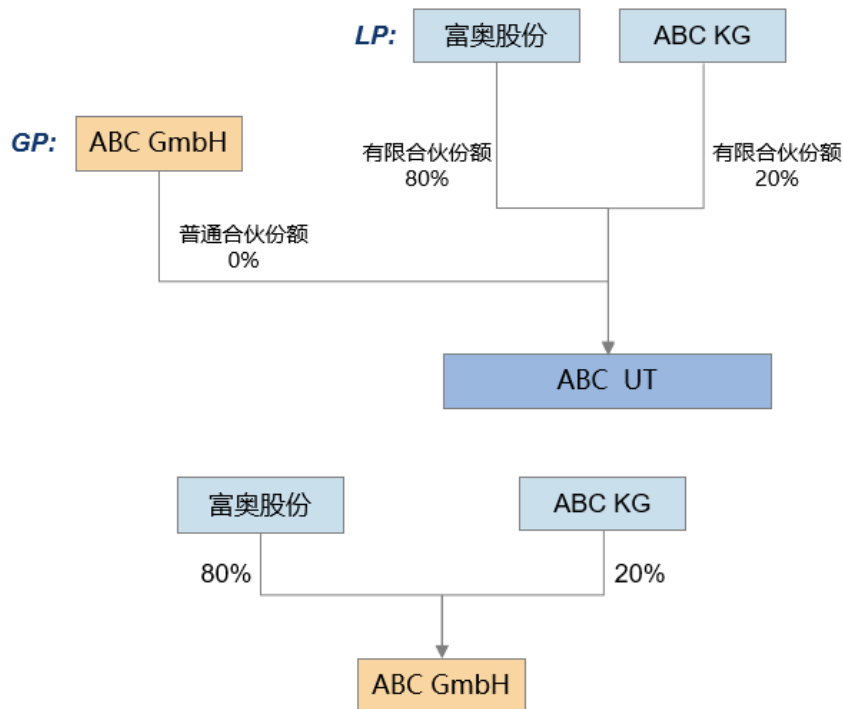 LP:
富奥股份
ABC KG
GP:
ABC GmbH
有限合伙份额
80%
有限合伙份额
20%
普通合伙份额
0%
ABC UT
富奥股份
ABC KG
80%
20%
ABC GmbH